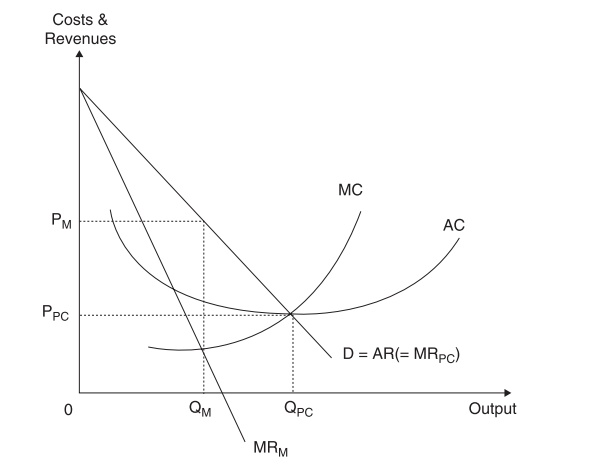 Costs &
Revenues
MC
P_M
AC
P_PC
D = AR(= MR_PC)
0
Q_M
Q_PC
Output
MR_M